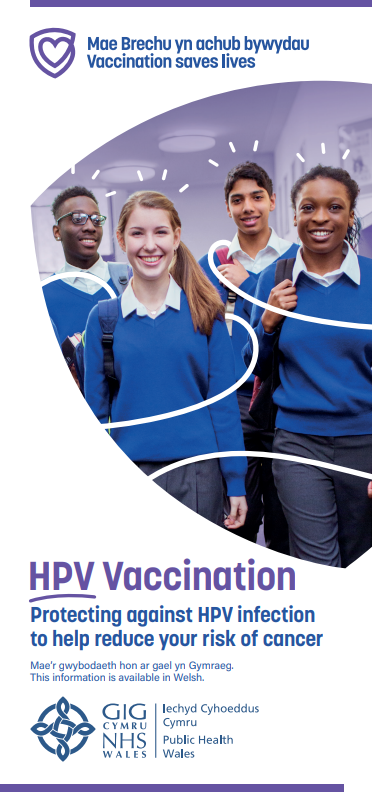 Mae Brechu yn achub bywydau
Vaccination saves lives
HPV Vaccination
Protecting against HPV infection
to help reduce your risk of cancer
Mae'r gwybodaeth hon ar gael yn Gymraeg.
This information is available in Welsh.
GIG
CYMRU
NHS
WALES
Iechyd Cyhoeddus
Cymru
Public Health
Wales